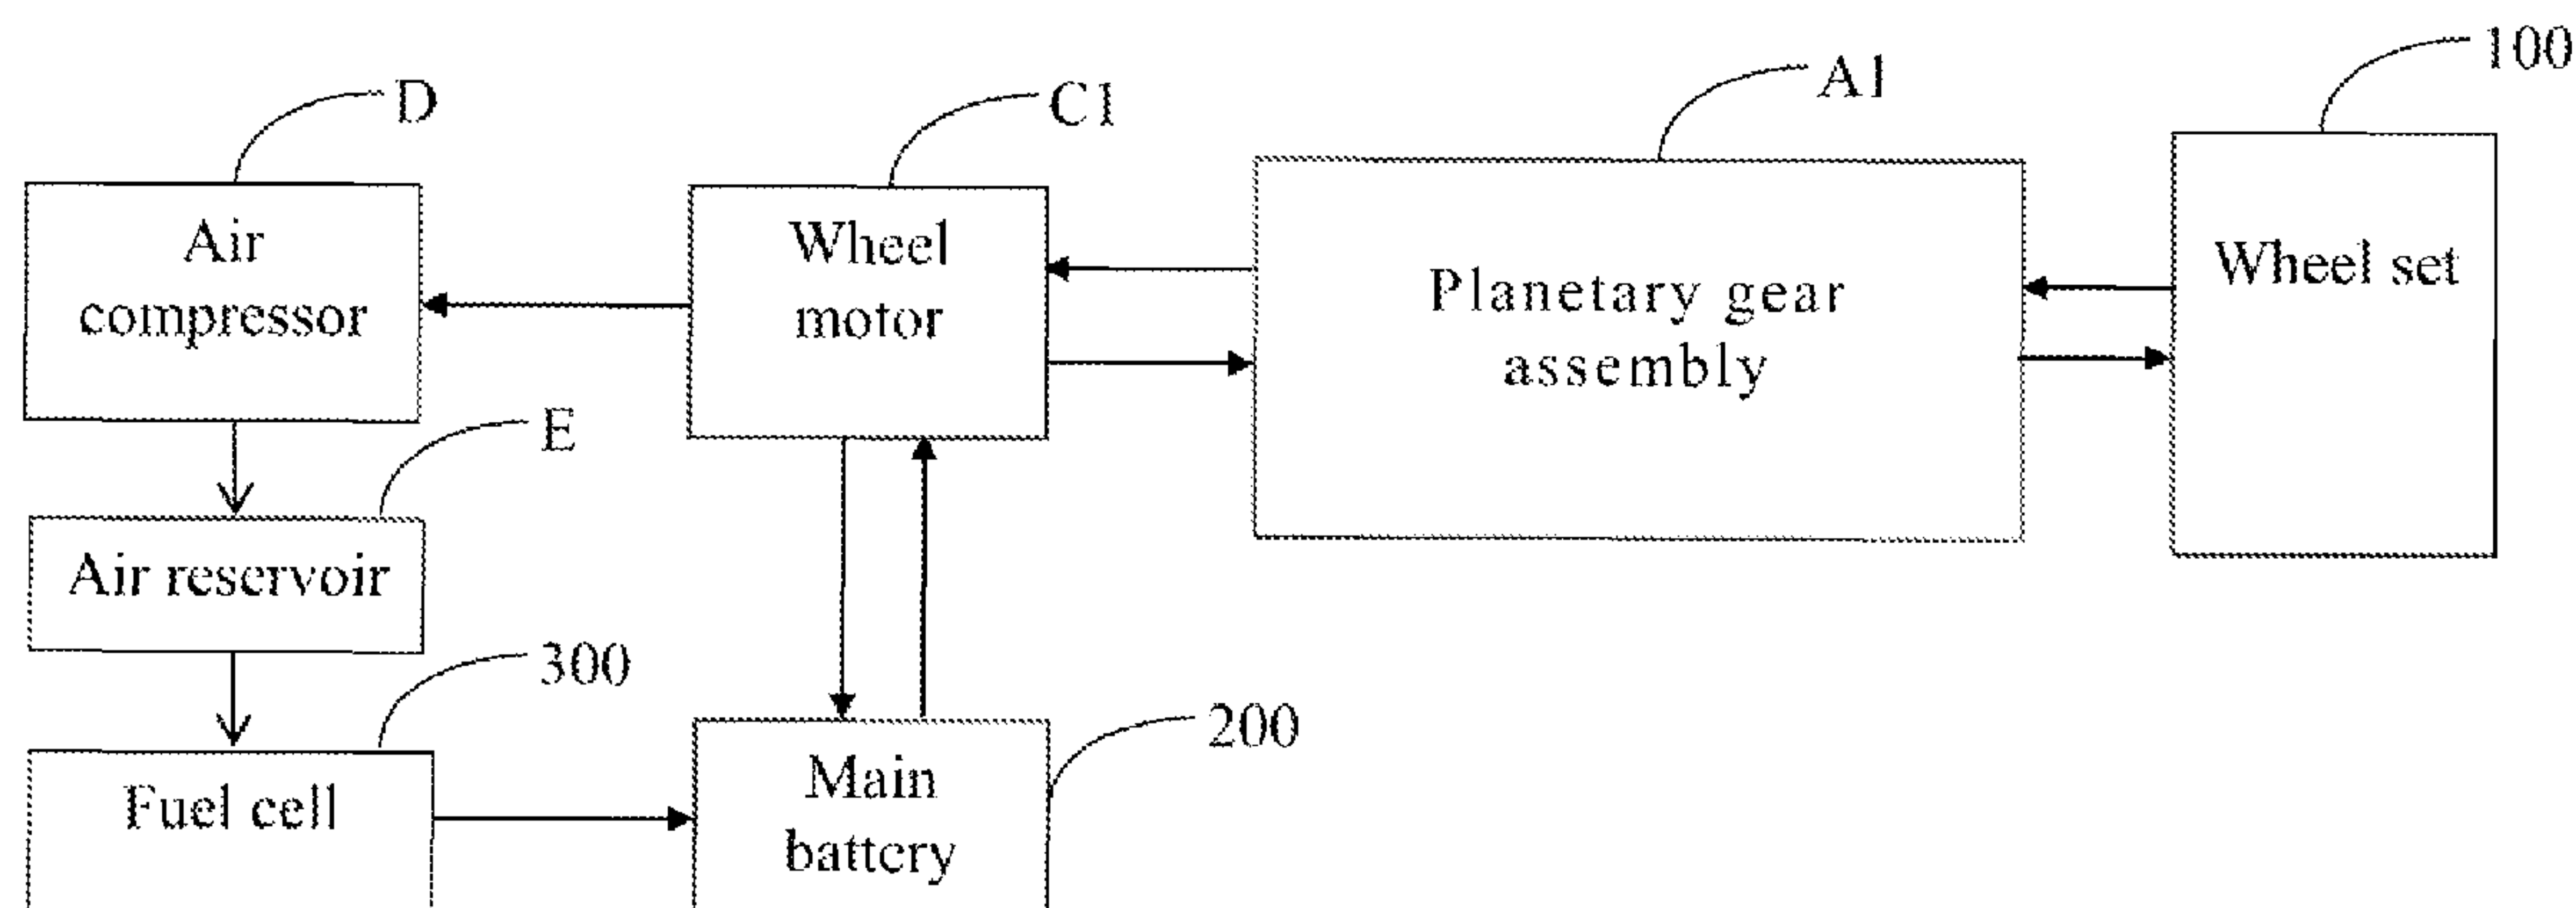 100
A1
D
C1
Air
compressor
Wheel
motor
Planetary gear
assembly
Wheel set
E
Air reservoir
300
200
Fuel cell
Main
battery